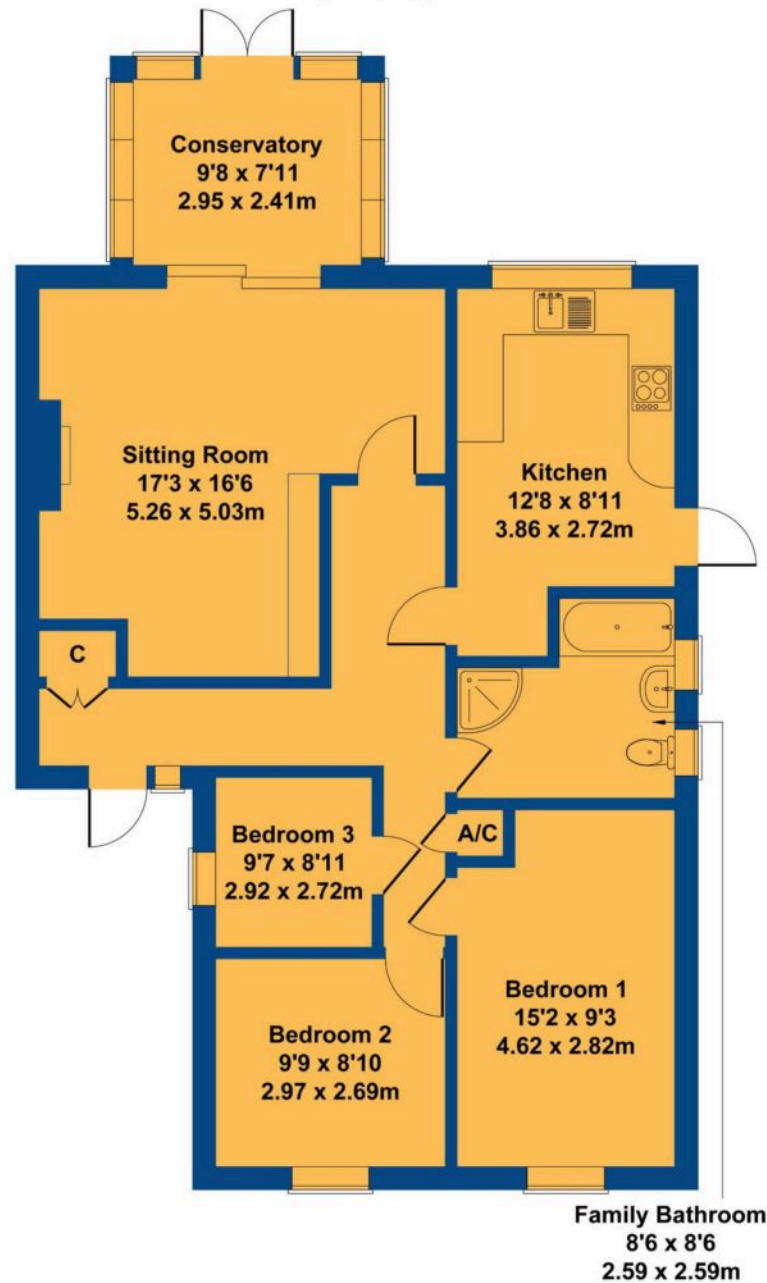 Conservatory
9'8 x 7'11
2.95 x 2.41m
Sitting Room
17'3 x 16'6
5.26 x 5.03m
Kitchen
12'8 x 8'11
3.86 x 2.72m
C
A/C
Bedroom 3
9'7 x 8'11
2.92 x 2.72m
Bedroom 1
15'2 x 9'3
4.62 x 2.82m
Bedroom 2
9'9 x 8'10
2.97 x 2.69m
Family Bathroom
8'6 x 8'6
2.59 x 2.59m